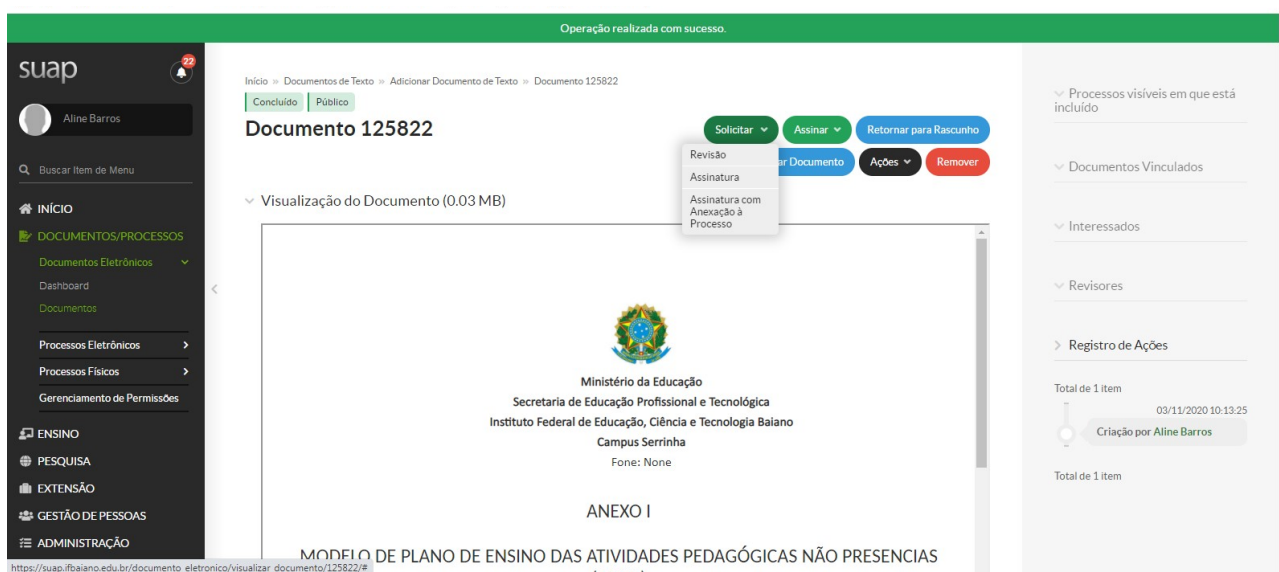 Operação realizada com sucesso.
suap
22
Aline Barros
Buscar Item de Menu
INÍCIO
DOCUMENTOS/PROCESSOS
Documentos Eletrônicos
Dashboard
Documentos
Processos Eletrônicos
Processos Físicos
Gerenciamento de Permissões
ENSINO
PESQUISA
EXTENSÃO
GESTÃO DE PESSOAS
ADMINISTRAÇÃO
https://suap.ifbaiano.edu.br/documento_eletronico/visualizar_documento/125822/#
Início » Documentos de Texto » Adicionar Documento de Texto » Documento 125822
Concluído Público
Documento 125822
Solicitar Assinar Retornar para Rascunho
ar Documento Ações Remover
Revisão
Assinatura
Assinatura com
Anexação à
Processo
Visualização do Documento (0.03 MB)
Ministério da Educação
Secretaria de Educação Profissional e Tecnológica
Instituto Federal de Educação, Ciência e Tecnologia Baiano
Campus Serrinha
Fone: None
ANEXO I
MODELO DE PLANO DE ENSINO DAS ATIVIDADES PEDAGÓGICAS NÃO PRESENCIAS
Processos visíveis em que está
incluído
Documentos Vinculados
Interessados
Revisores
Registro de Ações
Total de 1 item
03/11/2020 10:13:25
Criação por Aline Barros
Total de 1 item